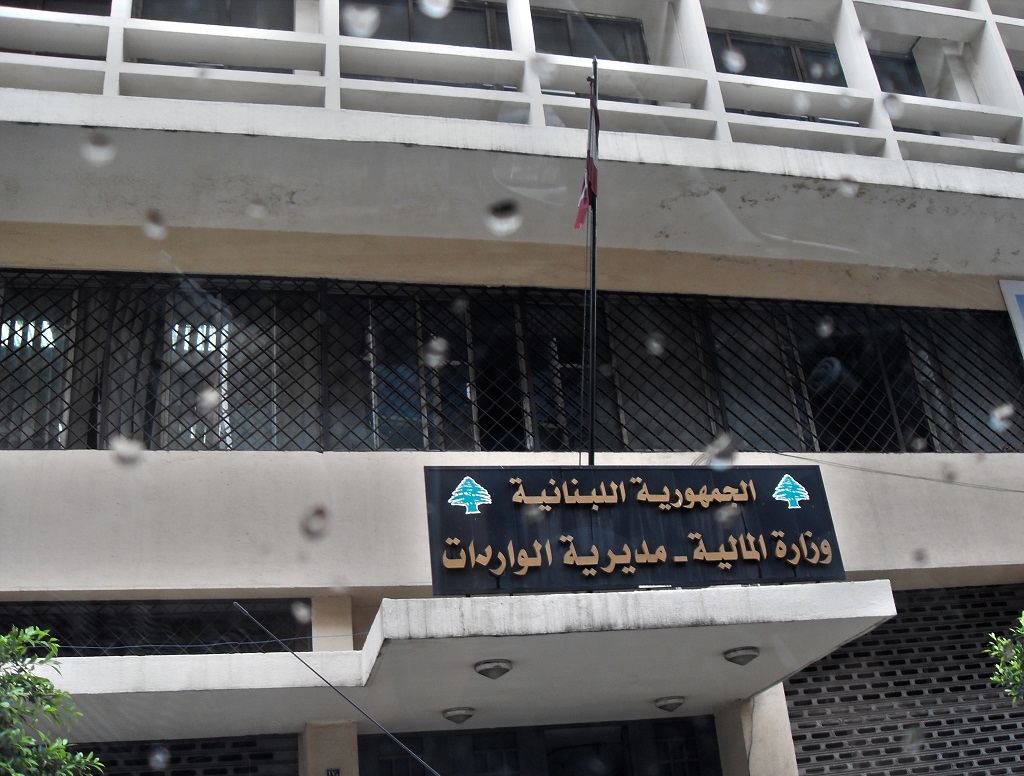 الجمهورية اللبنانية
وزارة المالية - مديرية الواردات